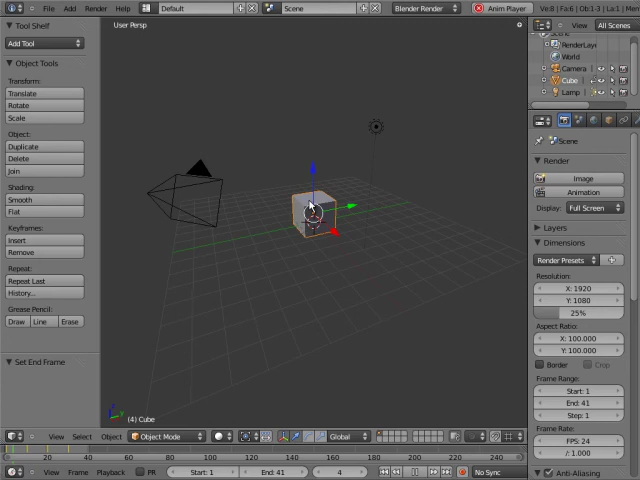 File Add Render Help Default Scene Blender Render Anim Player Ve:8 | Fa:6 | Ob:1-3 | La:1 |
Tool Shelf
Add Tool
Object Tools
Transform:
Translate
Rotate
Scale
Object:
Duplicate
Delete
Join
Shading:
Smooth
Flat
Keyframes:
Insert
Remove
Repeat:
Repeat Last
History...
Grease Pencil:
Draw Line Erase
Set End Frame
User Persp
(4) Cube
View Select Object Object Mode Global
0 20 40 60 80 100 120 140 160 180 200 220 240
View Frame Playback PR Start: 1 End: 41 4 No Sync
View All Scenes
RenderLaye
World
Camera
Cube
Lamp
Scene
Render
Image
Animation
Display: Full Screen
Layers
Dimensions
Render Presets
Resolution:
X: 1920
Y: 1080
25%
Aspect Ratio:
X: 100.000
Y: 100.000
Border Crop
Frame Range:
Start: 1
End: 41
Step: 1
Frame Rate:
FPS: 24
/: 1.000
Anti-Aliasing